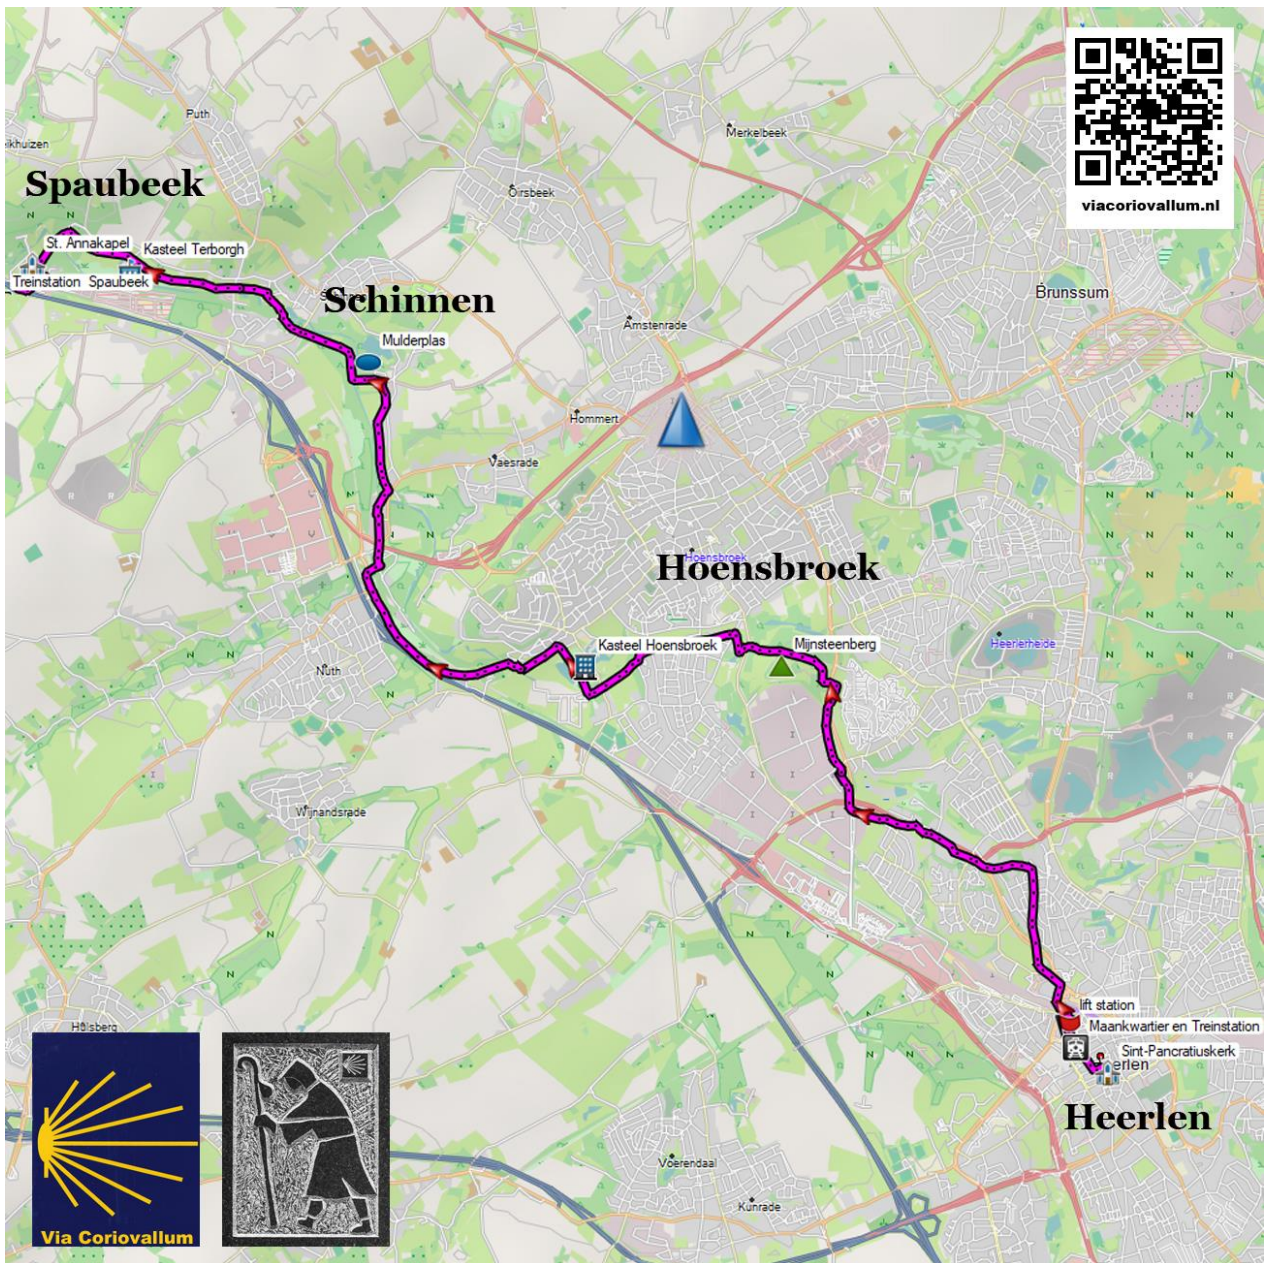 Puth
Merkelbeek
viacoriovallum.nl
Spaubeek
Oirsbeek
St. Annakapel
Kasteel Terborgh
Treinstation Spaubeek
Schinnen
Brunssum
Amstenrade
Mulderplas
Hommert
Vaesrade
Hoensbroek
Hoensbroek
Kasteel Hoensbroek
Mijnsteenberg
Heerlerheide
Nuth
Wijnandsrade
lift station
Maankwartier en Treinstation
Hulsberg
Sint-Pancratiuskerk
erlen
Heerlen
Voerendaal
Kunrade
Via Coriovallum